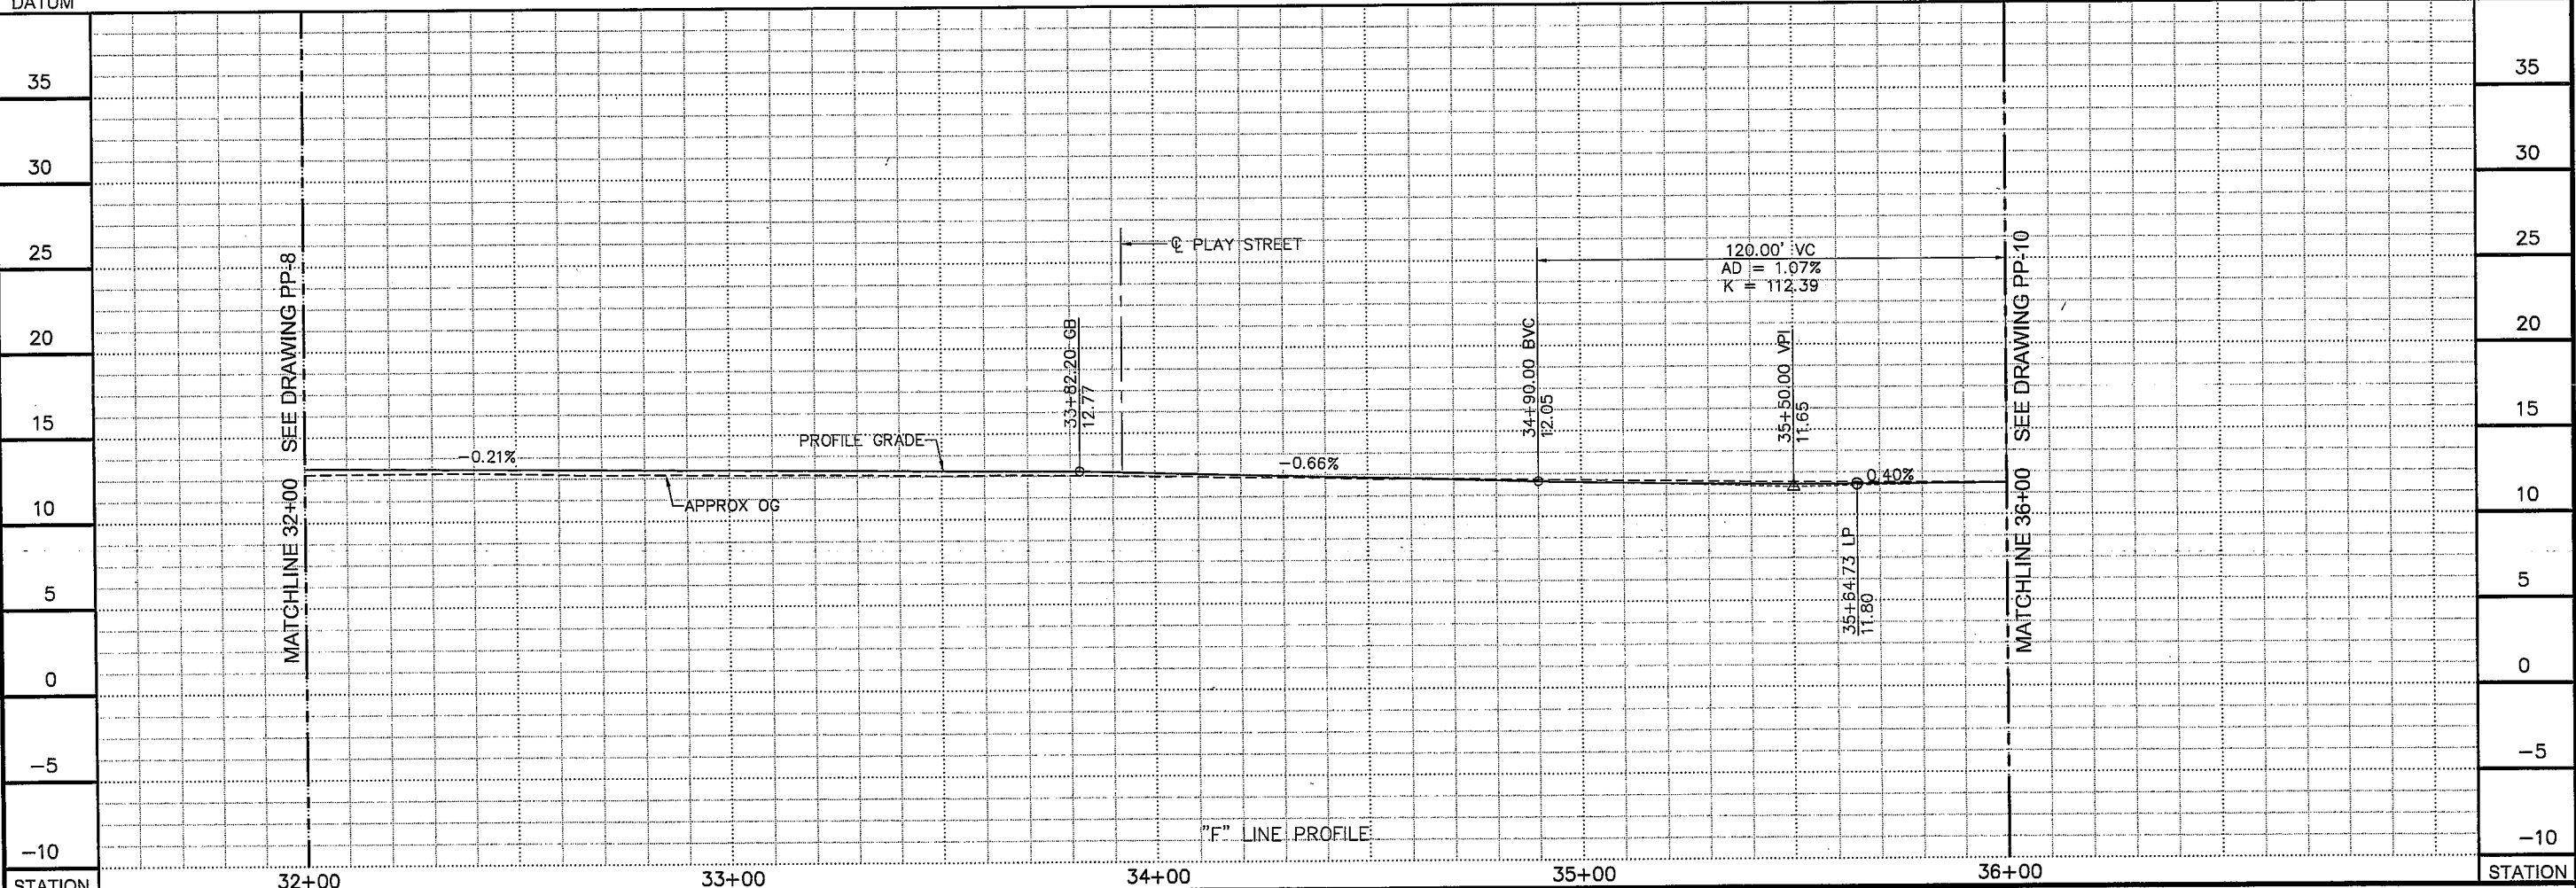 DATUM
35
30
25
20
15
10
5
0
-5
-10
STATION
MATCHLINE 32+00 SEE DRAWING PP-8
-0.21%
PROFILE GRADE
APPROX OG
33+82.20 GB
12.77
℄ PLAY STREET
-0.66%
34+90.00 BVC
12.05
120.00' VC
AD = 1.07%
K = 112.39
35+50.00 VPI
11.65
0.40%
35+64.73 LP
11.80
MATCHLINE 36+00 SEE DRAWING PP-10
"F" LINE PROFILE
32+00
33+00
34+00
35+00
36+00
35
30
25
20
15
10
5
0
-5
-10
STATION